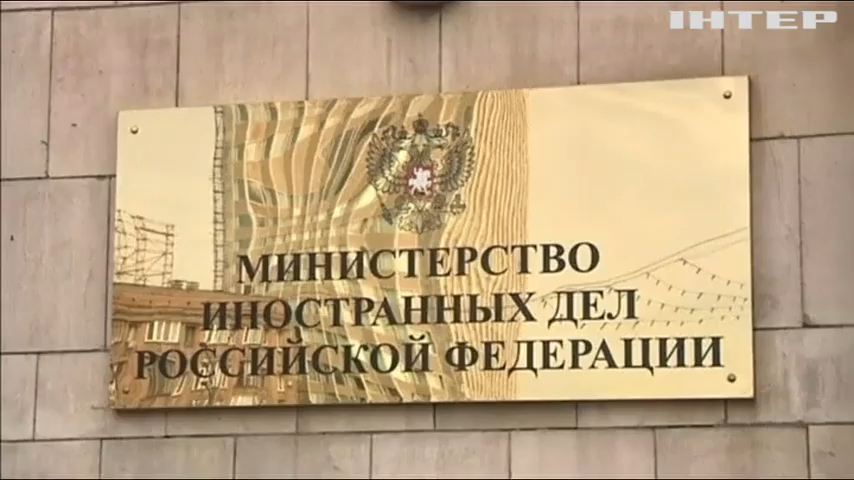 ІНТЕР
МИНИСТЕРСТВО
ИНОСТРАННЫХ ДЕЛ
РОССИЙСКОЙ ФЕДЕРАЦИИ